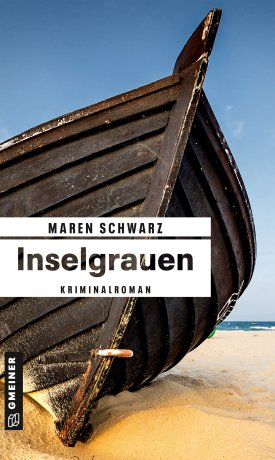 MAREN SCHWARZ
Inselgrauen
KRIMINALROMAN
GMEINER